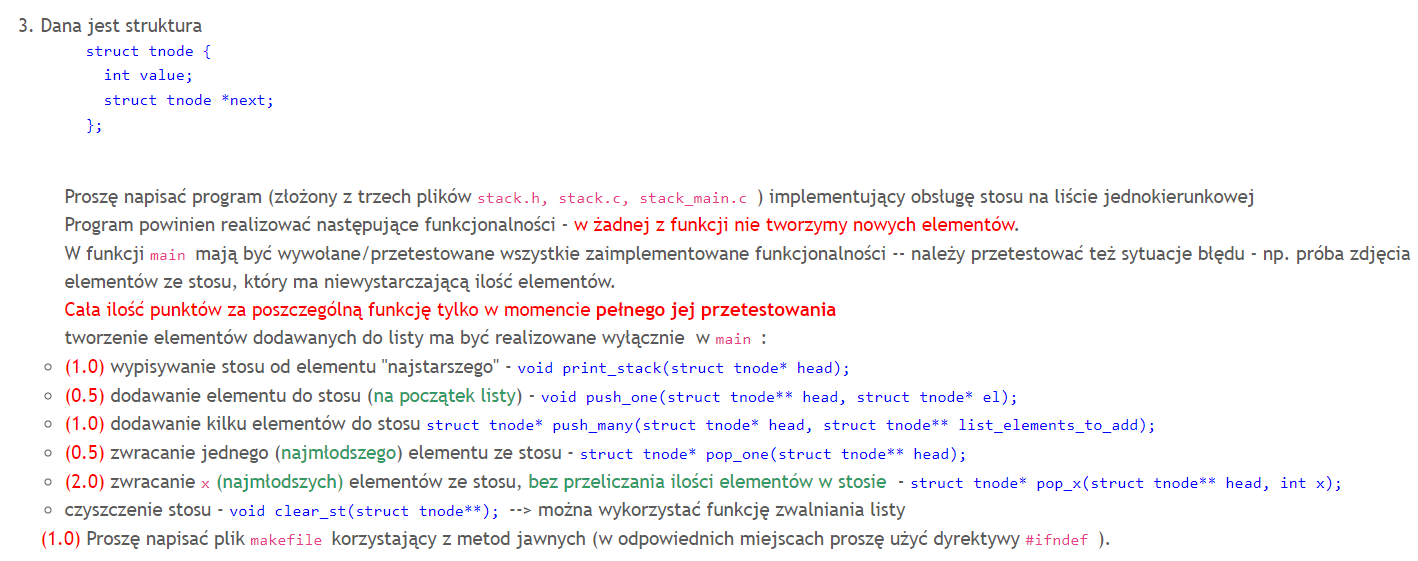 3. Dana jest struktura
struct tnode {
int value;
struct tnode *next;
};
Proszę napisać program (złożony z trzech plików stack.h, stack.c, stack_main.c ) implementujący obsługę stosu na liście jednokierunkowej
Program powinien realizować następujące funkcjonalności - w żadnej z funkcji nie tworzymy nowych elementów.
W funkcji main mają być wywołane/przetestowane wszystkie zaimplementowane funkcjonalności -- należy przetestować też sytuacje błędu - np. próba zdjęcia
elementów ze stosu, który ma niewystarczającą ilość elementów.
Cała ilość punktów za poszczególną funkcję tylko w momencie pełnego jej przetestowania
tworzenie elementów dodawanych do listy ma być realizowane wyłącznie w main :
○ (1.0) wypisywanie stosu od elementu "najstarszego" - void print_stack(struct tnode* head);
○ (0.5) dodawanie elementu do stosu (na początek listy) - void push_one(struct tnode** head, struct tnode* el);
○ (1.0) dodawanie kilku elementów do stosu struct tnode* push_many(struct tnode* head, struct tnode** list_elements_to_add);
○ (0.5) zwracanie jednego (najmłodszego) elementu ze stosu - struct tnode* pop_one(struct tnode** head);
○ (2.0) zwracanie x (najmłodszych) elementów ze stosu, bez przeliczania ilości elementów w stosie - struct tnode* pop_x(struct tnode** head, int x);
○ czyszczenie stosu - void clear_st(struct tnode**); --> można wykorzystać funkcję zwalniania listy
(1.0) Proszę napisać plik makefile korzystający z metod jawnych (w odpowiednich miejscach proszę użyć dyrektywy #ifndef ).